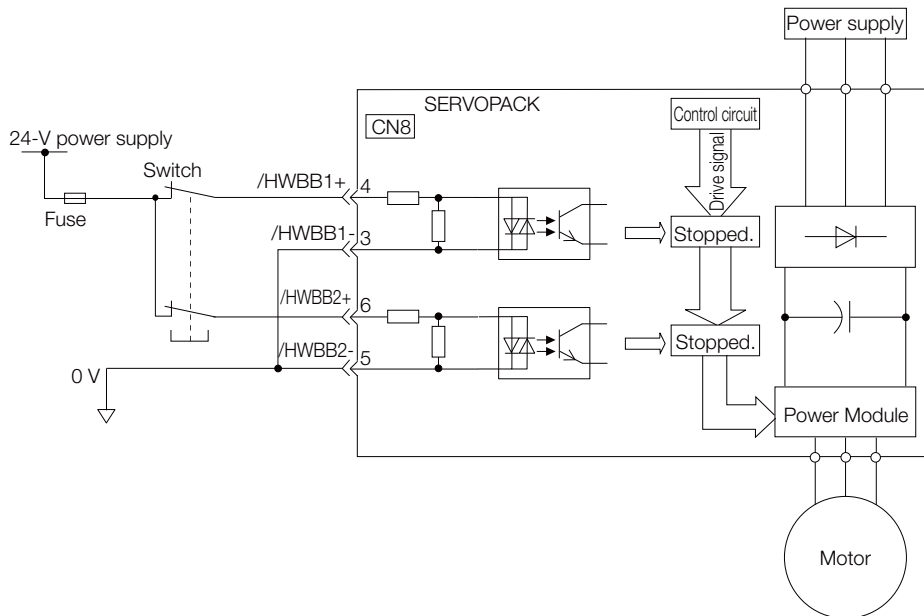 Power supply
SERVOPACK
CN8
Control circuit
Drive signal
24-V power supply
Switch
Fuse
/HWBB1+ 4
/HWBB1- 3
Stopped.
/HWBB2+ 6
/HWBB2- 5
Stopped.
0 V
Power Module
Motor